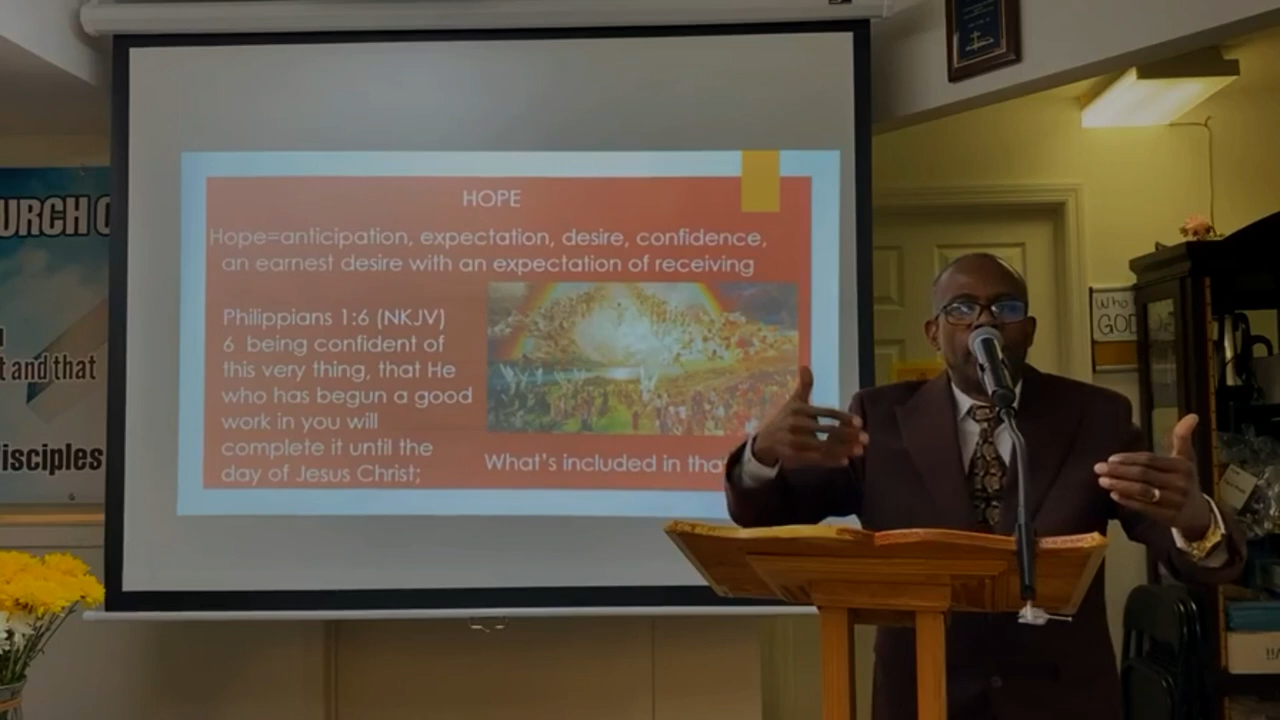 HOPE
Hope=anticipation, expectation, desire, confidence,
an earnest desire with an expectation of receiving
Philippians 1:6 (NKJV)
6 being confident of
this very thing, that He
who has begun a good
work in you will
complete it until the
day of Jesus Christ;
What's included in that
URCH
t and that
isciples
Who
GOD